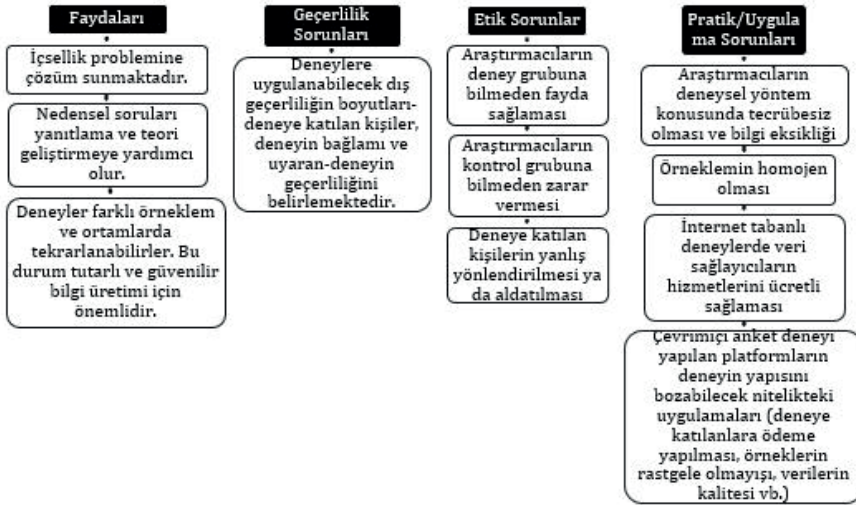 Faydaları
İçsellik problemine
çözüm sunmaktadır.
Nedensel soruları
yanıtlama ve teori
geliştirmeye yardımcı
olur.
Deneyler farklı örneklem
ve ortamlarda
tekrarlanabilirler. Bu
durum tutarlı ve güvenilir
bilgi üretimi için
önemlidir.
Geçerlilik
Sorunları
Deneylere
uygulanabilecek dış
geçerliliğin boyutları-
deneye katılan kişiler,
deneyin bağlamı ve
uyaran-deneyin
geçerliliğini
belirlemektedir.
Etik Sorunlar
Araştırmacıların
deney grubuna
bilmeden fayda
sağlaması
Araştırmacıların
kontrol grubuna
bilmeden zarar
vermesi
Deneye katılan
kişilerin yanlış
yönlendirilmesi ya
da aldatılması
Pratik/Uygula
ma Sorunları
Araştırmacıların
deneysel yöntem
konusunda tecrübesiz
olması ve bilgi eksikliği
Örneklemin homojen
olması
İnternet tabanlı
deneylerde veri
sağlayıcıların
hizmetlerini ücretli
sağlaması
Çevrimiçi anket deneyi
yapılan platformların
deneyin yapısını
bozabilecek nitelikteki
uygulamaları (deneye
katılanlara ödeme
yapılması, örneklerin
rastgele olmayışı, verilerin
kalitesi vb.)